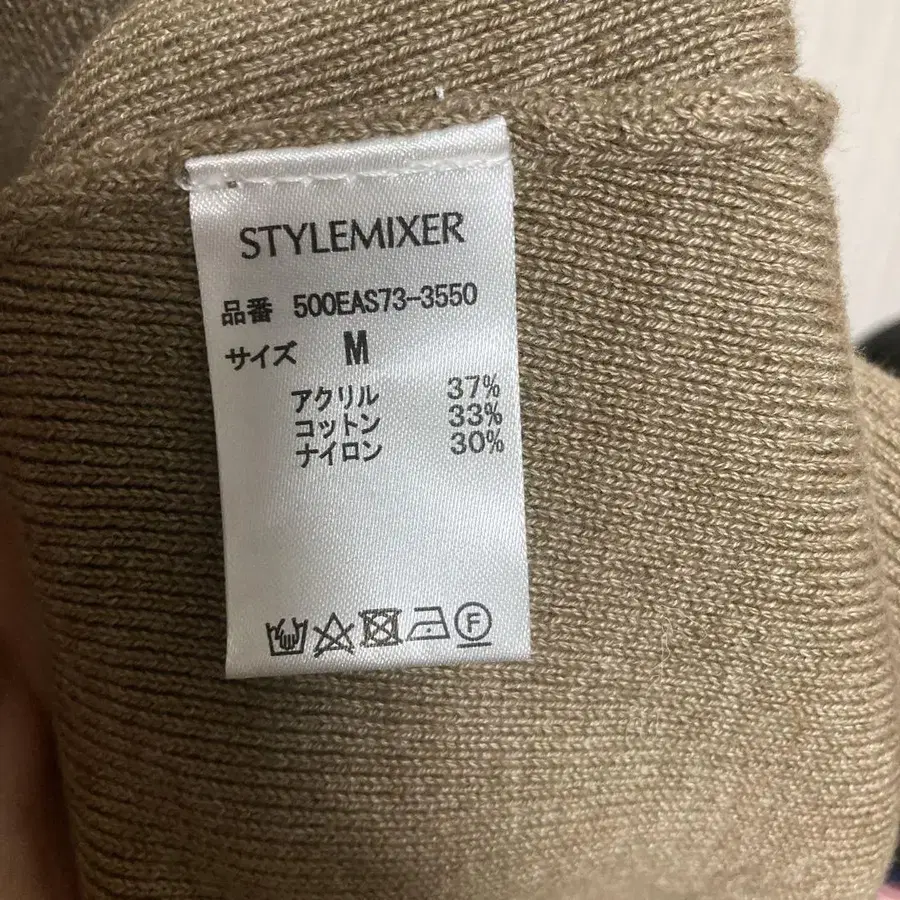 STYLEMIXER
品番 500EAS73-3550
サイズ M
アクリル 37%
コットン 33%
ナイロン 30%
F